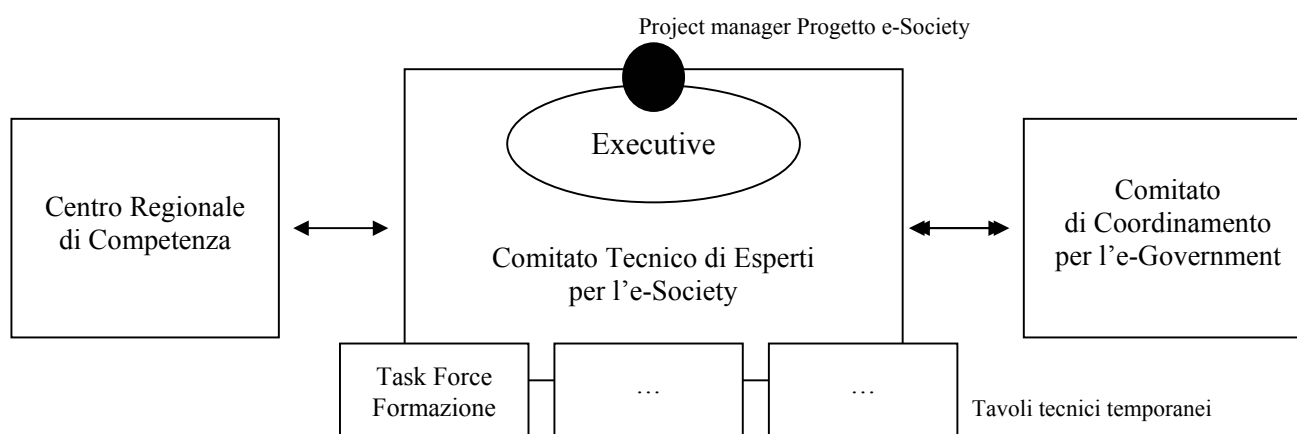 Project manager Progetto e-Society
Executive
Centro Regionale
di Competenza
Comitato Tecnico di Esperti
per l’e-Society
Comitato
di Coordinamento
per l’e-Government
Task Force
Formazione
…
…
Tavoli tecnici temporanei